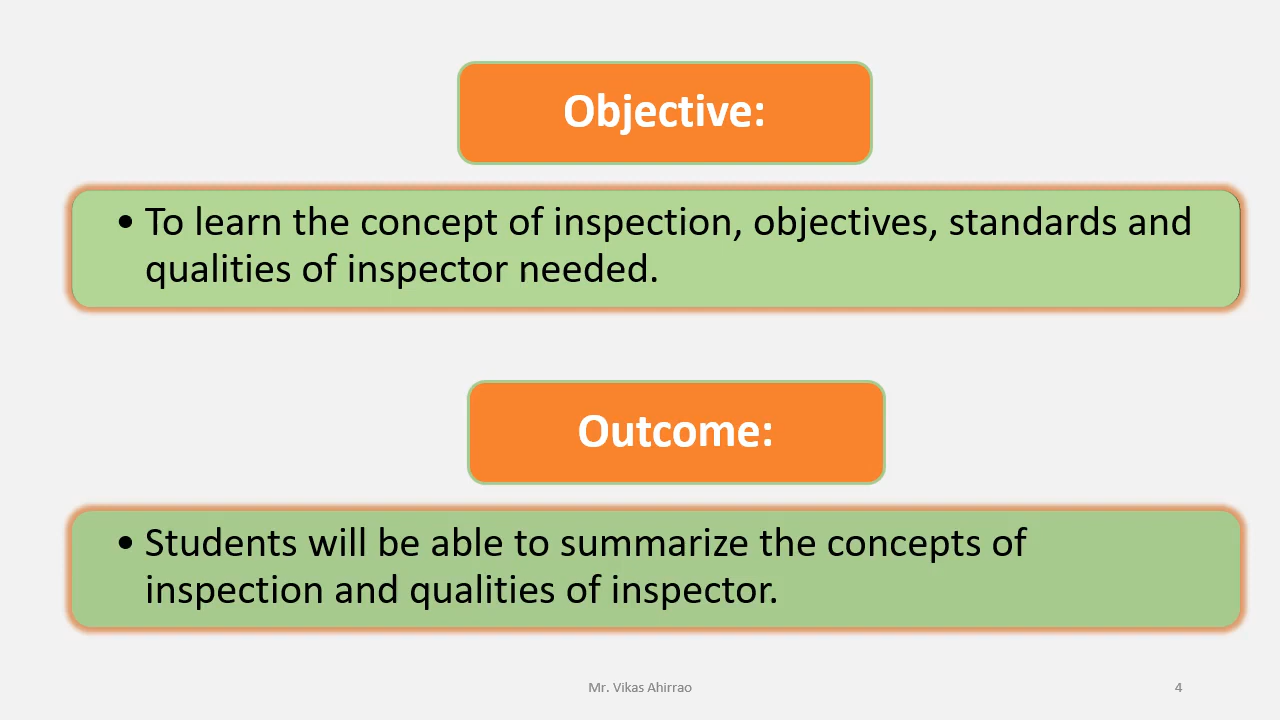 Objective:
• To learn the concept of inspection, objectives, standards and
qualities of inspector needed.
Outcome:
• Students will be able to summarize the concepts of
inspection and qualities of inspector.
Mr. Vikas Ahirrao
4